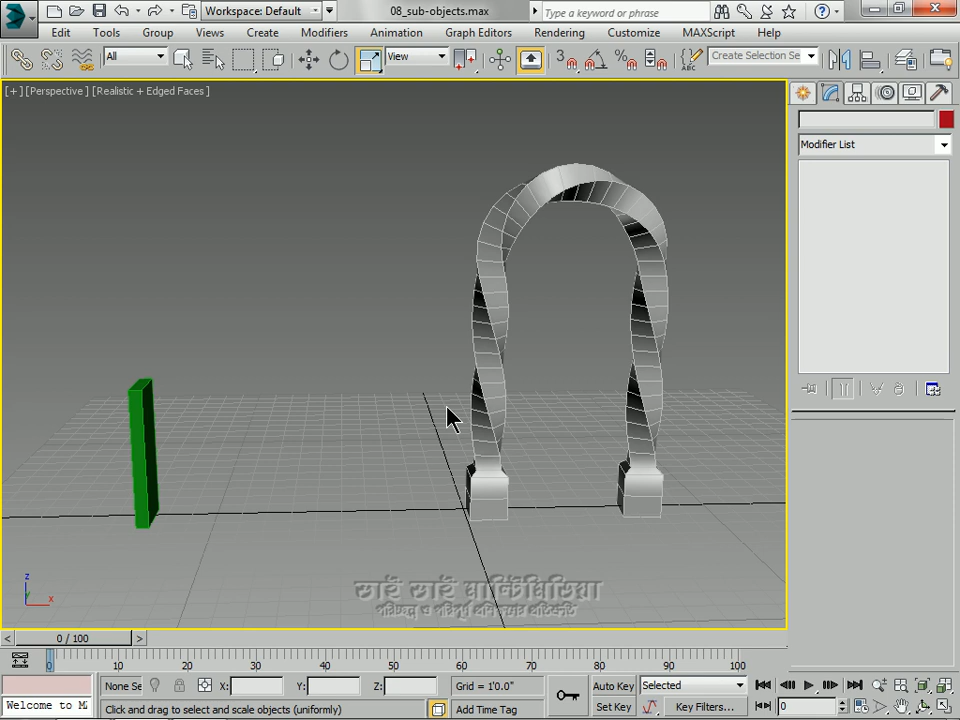 Workspace: Default
08_sub-objects.max
Type a keyword or phrase
Edit Tools Group Views Create Modifiers Animation Graph Editors Rendering Customize MAXScript Help
All
View
3
Create Selection Se
[+] [Perspective] [Realistic + Edged Faces]
Modifier List
z
x
ভাই ভাই মাল্টিমিডিয়া
0 / 100
0 10 20 30 40 50 60 70 80 90 100
None Se X: Y: Z: Grid = 1'0.0" Auto Key Selected
Welcome to M
Click and drag to select and scale objects (uniformly) Add Time Tag Set Key Key Filters... 0